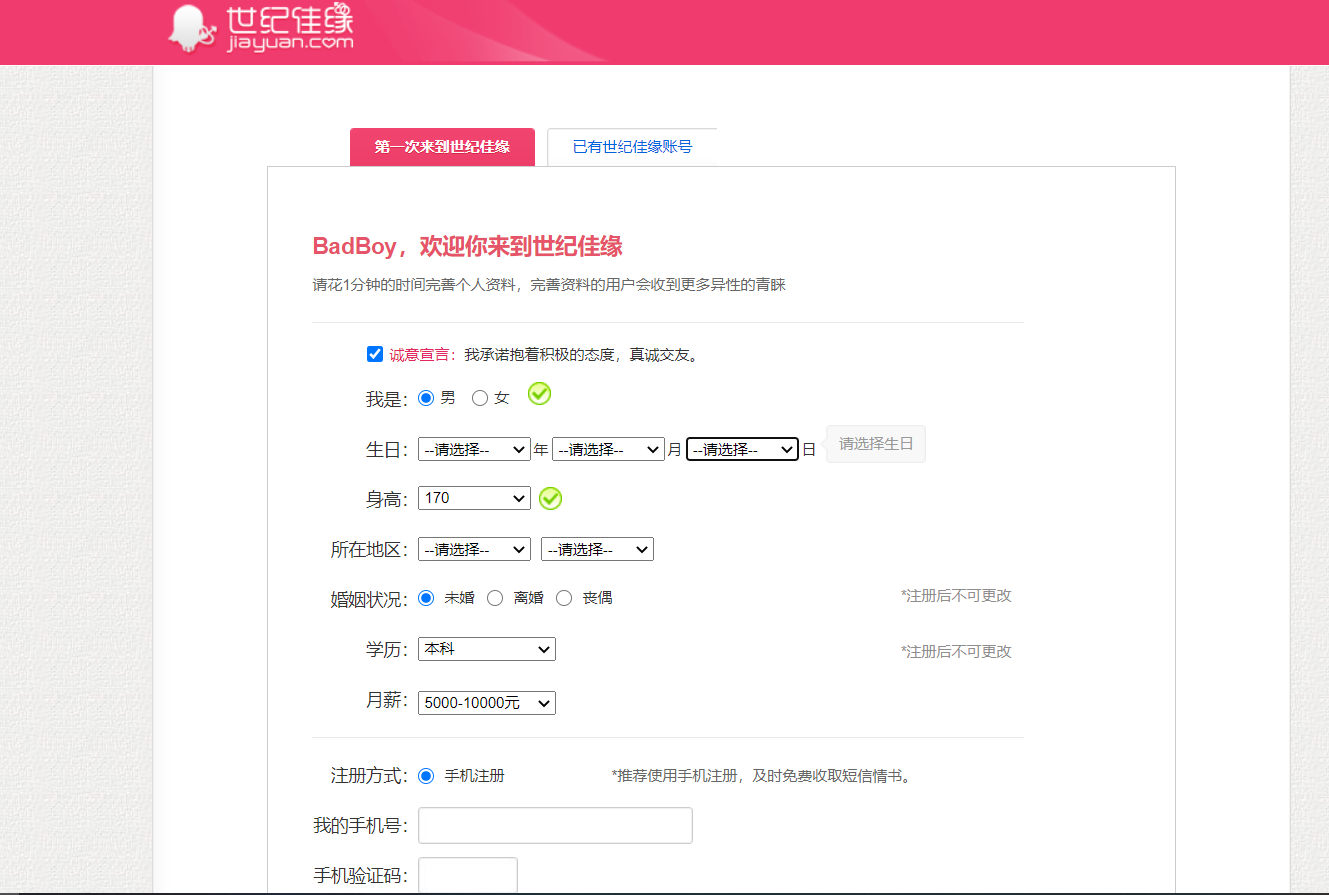 世纪佳缘
jiayuan.com
第一次来到世纪佳缘 已有世纪佳缘账号
BadBoy，欢迎你来到世纪佳缘
请花1分钟的时间完善个人资料，完善资料的用户会收到更多异性的青睐
诚意宣言：我承诺抱着积极的态度，真诚交友。
我是： 男 女
生日： --请选择-- 年 --请选择-- 月 --请选择-- 日 请选择生日
身高： 170
所在地区： --请选择-- --请选择--
婚姻状况： 未婚 离婚 丧偶 *注册后不可更改
学历： 本科 *注册后不可更改
月薪： 5000-10000元
注册方式： 手机注册 *推荐使用手机注册，及时免费收取短信情书。
我的手机号：
手机验证码：